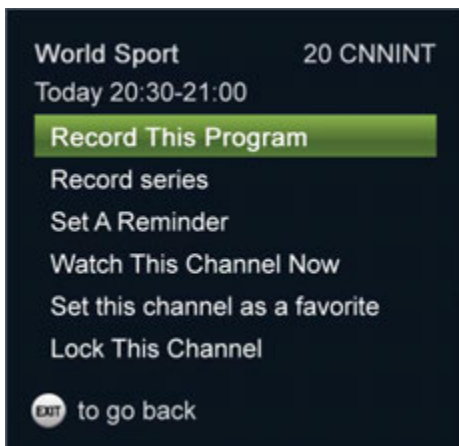 World Sport 20 CNNINT
Today 20:30-21:00
Record This Program
Record series
Set A Reminder
Watch This Channel Now
Set this channel as a favorite
Lock This Channel
EXIT to go back